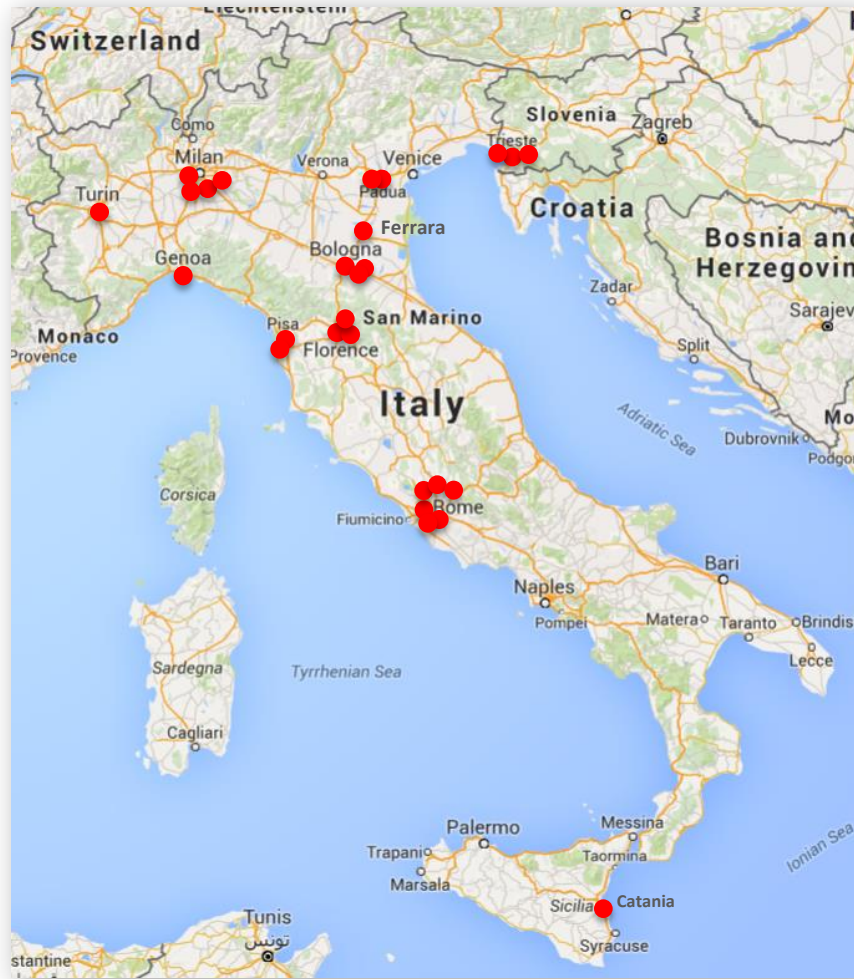 Liechtenstein
Switzerland
Slovenia
Como
Zagreb
Milan
Trieste
Verona
Venice
Turin
Padua
Croatia
Ferrara
Bologna
Bosnia and
Herzegovin
Genoa
Zadar
Sarajev
San Marino
Pisa
Monaco
Florence
Provence
Split
Italy
Adriatic Sea
Mo
Dubrovnik
Podgor
Corsica
Rome
Fiumicino
Bari
Naples
Matera
Taranto
Brindis
Pompei
Lecce
Sardegna
Tyrrhenian Sea
Cagliari
Messina
Palermo
Ionian Sea
Trapani
Taormina
Marsala
Catania
Sicilia
Tunis
تونس
Syracuse
stantine